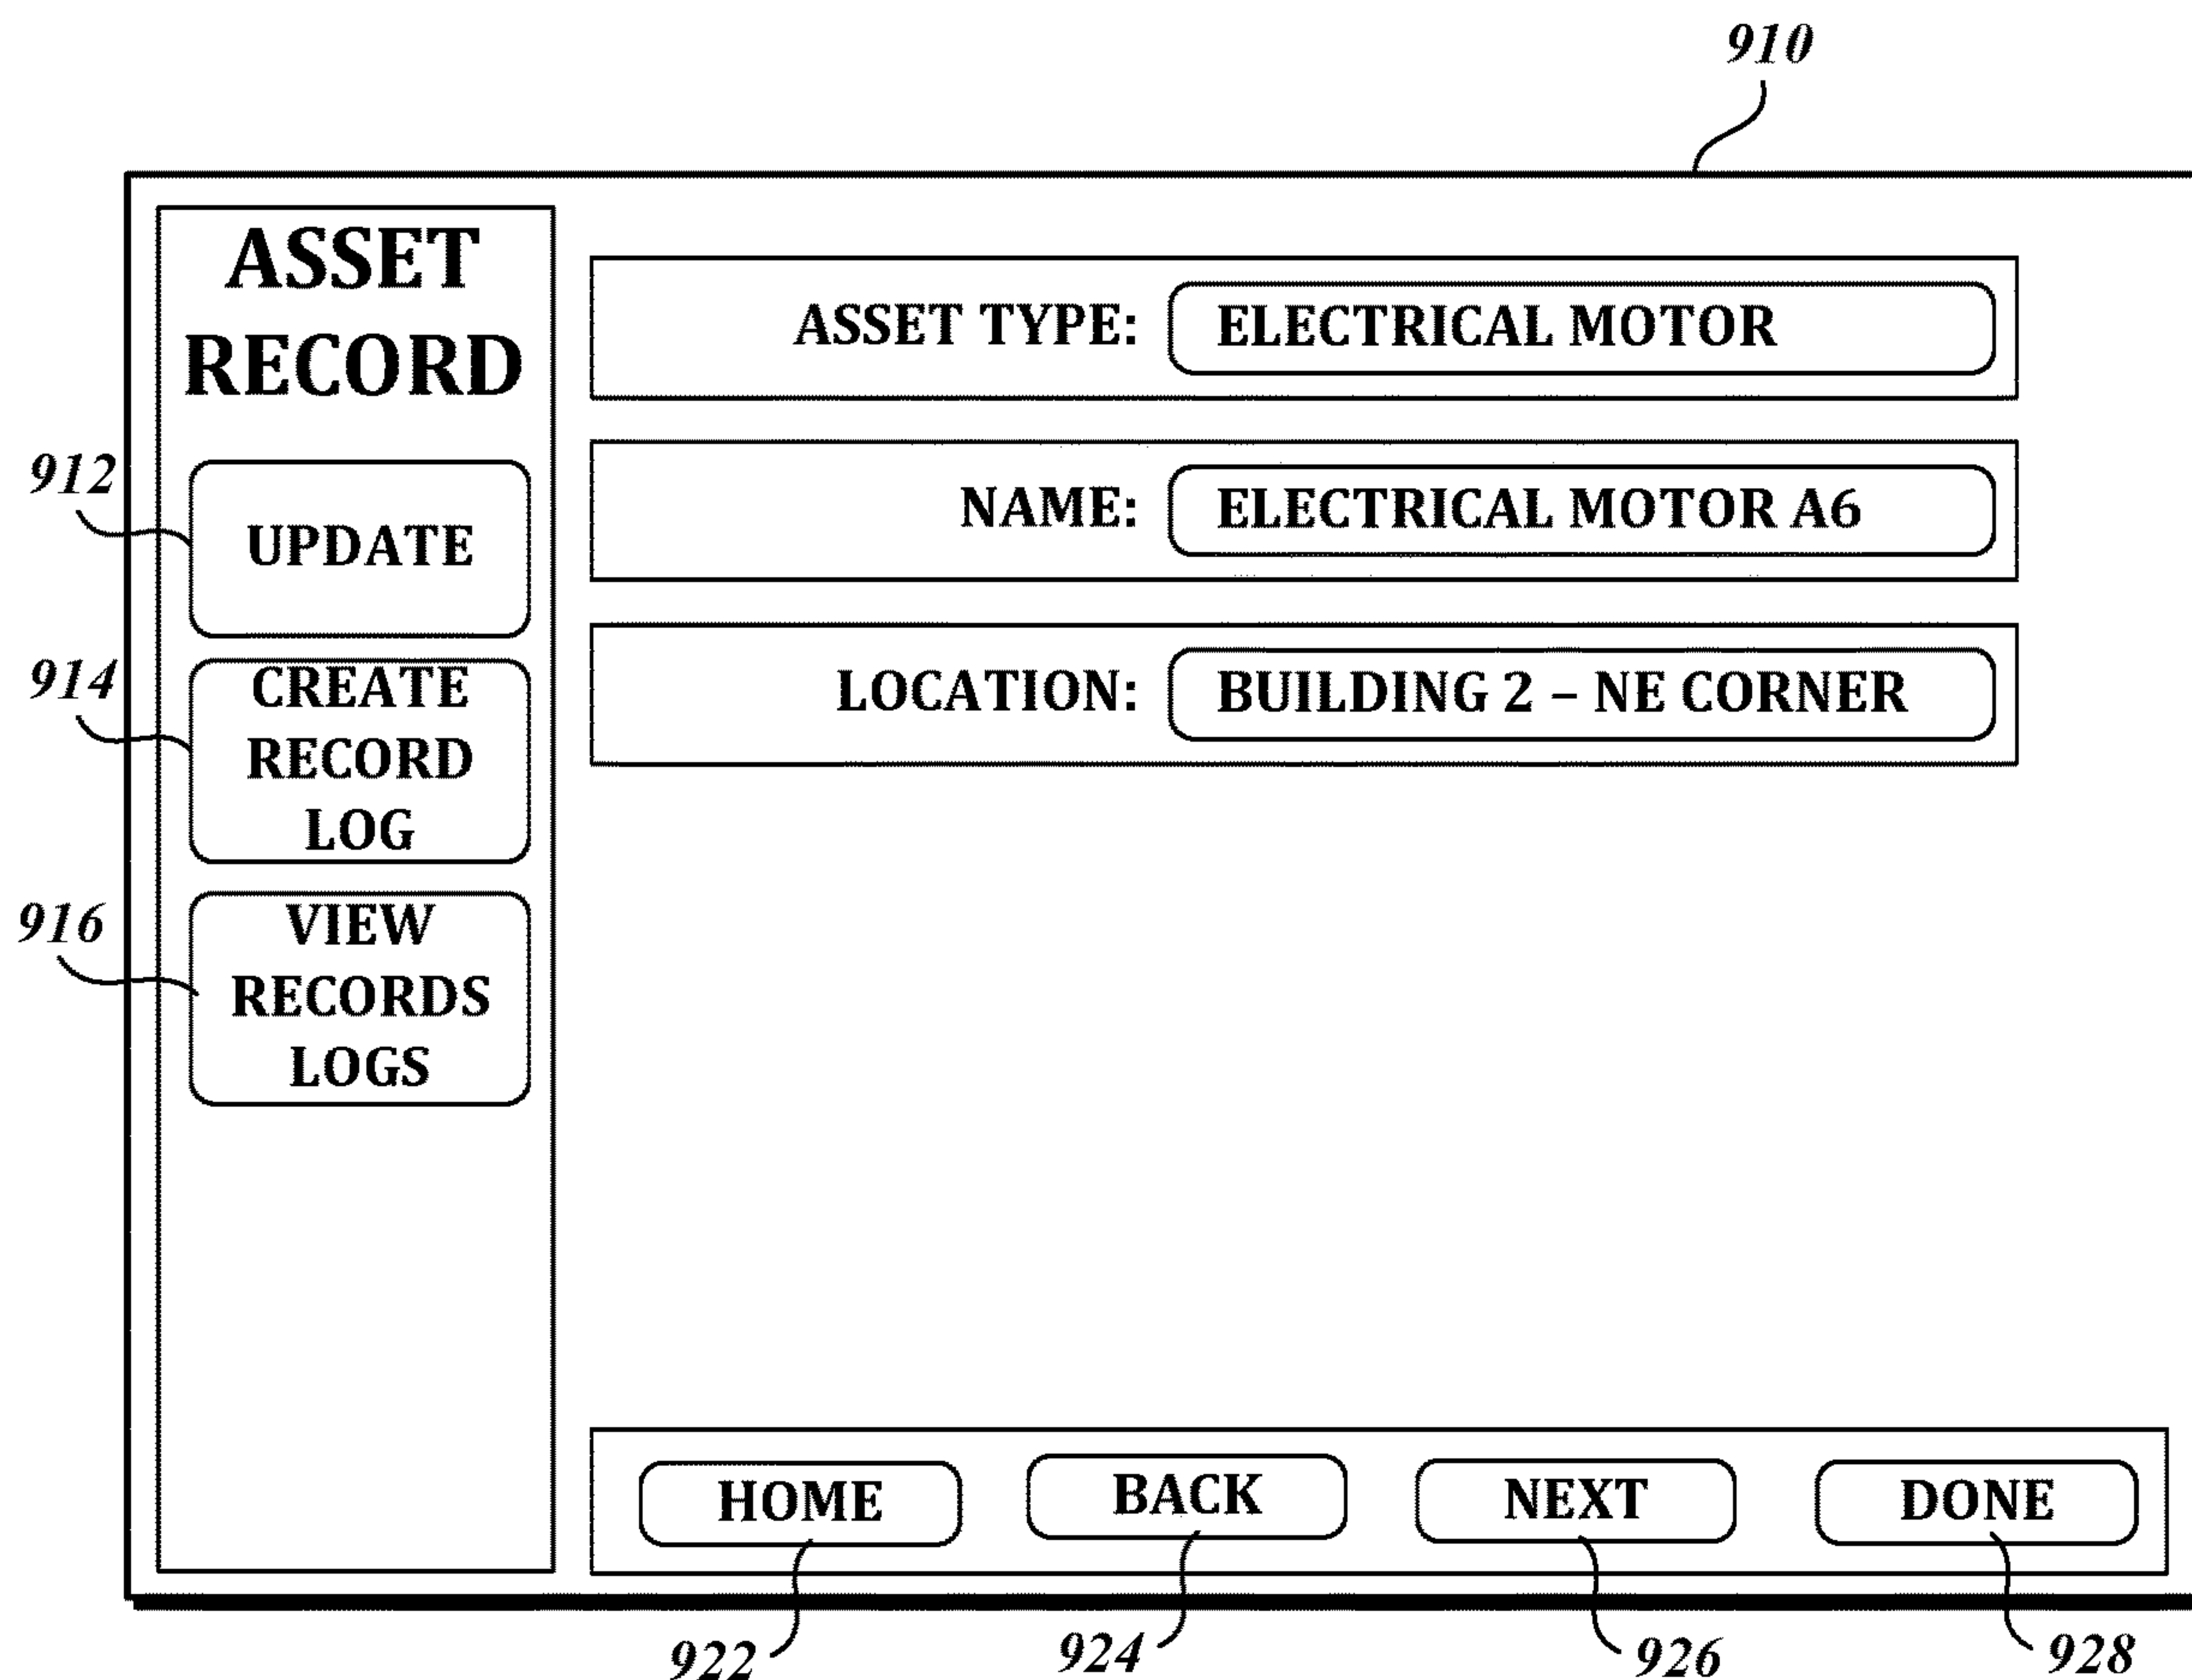 910
ASSET
RECORD
ASSET TYPE: ELECTRICAL MOTOR
NAME: ELECTRICAL MOTOR A6
LOCATION: BUILDING 2 – NE CORNER
912
UPDATE
914
CREATE
RECORD
LOG
916
VIEW
RECORDS
LOGS
HOME BACK NEXT DONE
922 924 926 928